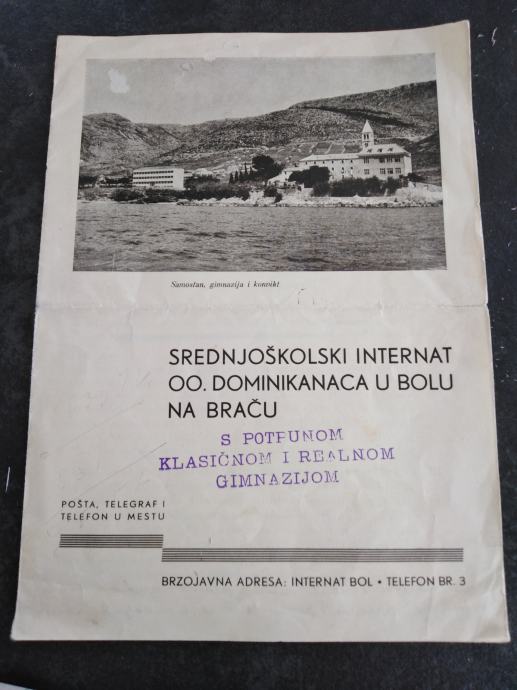 Samostan, gimnazija i konvikt
SREDNJOŠKOLSKI INTERNAT
OO. DOMINIKANACA U BOLU
NA BRAČU
S POTPUNOM
KLASIČNOM I REALNOM
GIMNAZIJOM
POŠTA, TELEGRAF I
TELEFON U MESTU
BRZOJAVNA ADRESA: INTERNAT BOL • TELEFON BR. 3